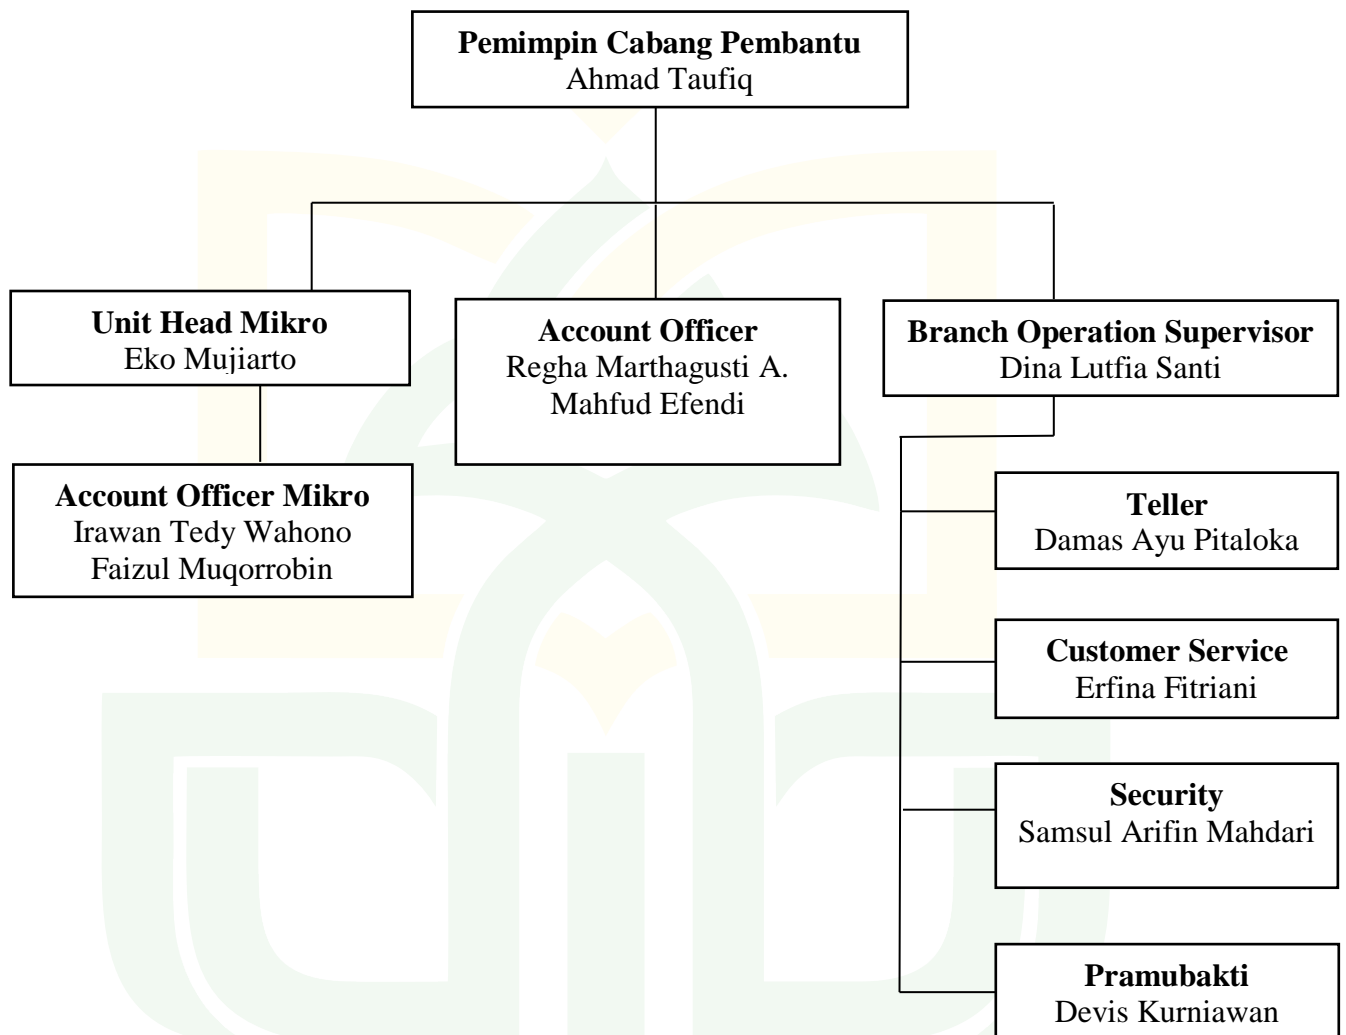 Pemimpin Cabang Pembantu
Ahmad Taufiq
Unit Head Mikro
Eko Mujiarto
Account Officer
Regha Marthagusti A.
Mahfud Efendi
Branch Operation Supervisor
Dina Lutfia Santi
Account Officer Mikro
Irawan Tedy Wahono
Faizul Muqorrobin
Teller
Damas Ayu Pitaloka
Customer Service
Erfina Fitriani
Security
Samsul Arifin Mahdari
Pramubakti
Devis Kurniawan